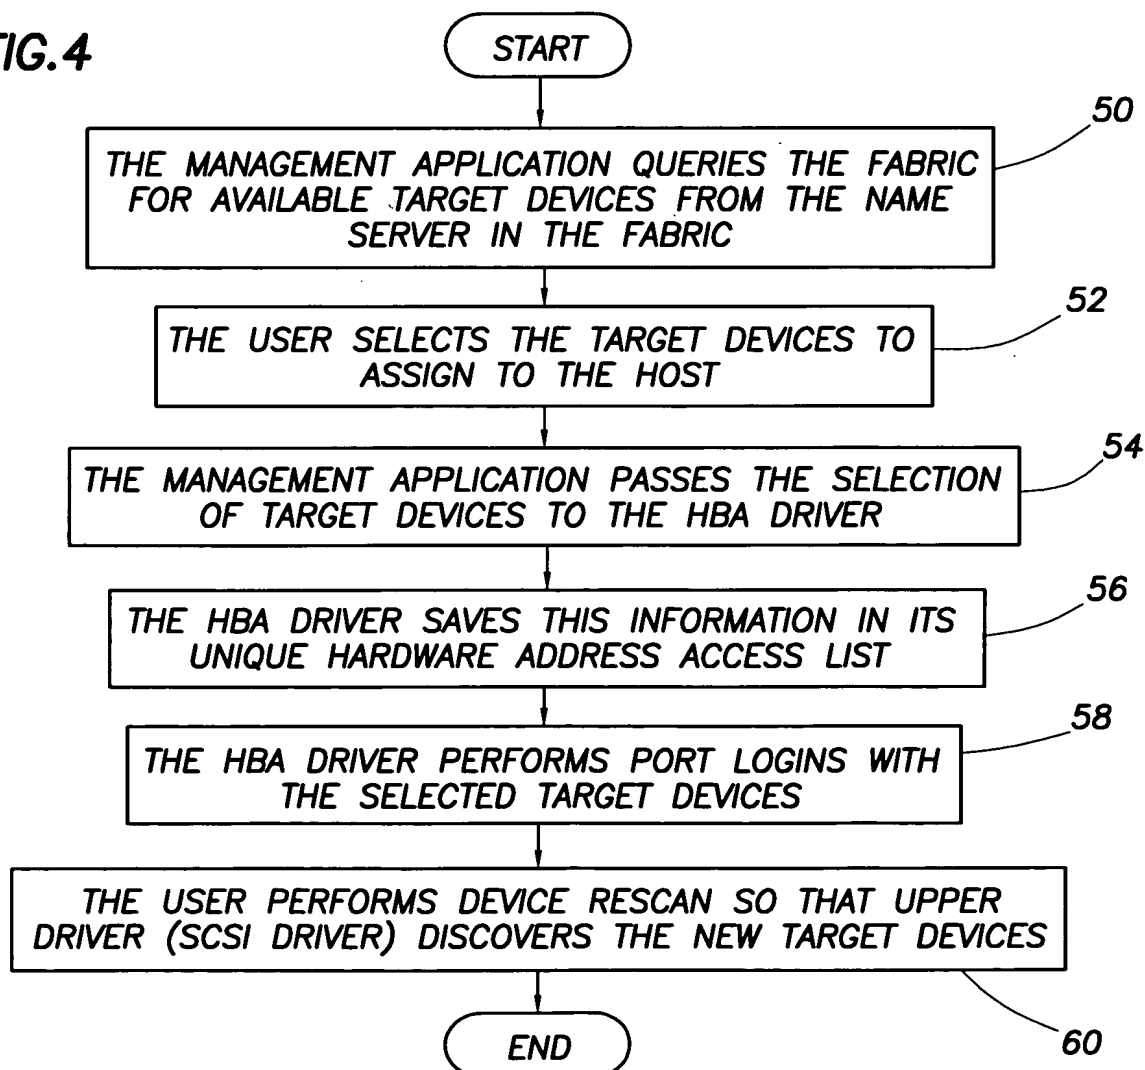 FIG.4
START
50
THE MANAGEMENT APPLICATION QUERIES THE FABRIC
FOR AVAILABLE TARGET DEVICES FROM THE NAME
SERVER IN THE FABRIC
52
THE USER SELECTS THE TARGET DEVICES TO
ASSIGN TO THE HOST
54
THE MANAGEMENT APPLICATION PASSES THE SELECTION
OF TARGET DEVICES TO THE HBA DRIVER
56
THE HBA DRIVER SAVES THIS INFORMATION IN ITS
UNIQUE HARDWARE ADDRESS ACCESS LIST
58
THE HBA DRIVER PERFORMS PORT LOGINS WITH
THE SELECTED TARGET DEVICES
THE USER PERFORMS DEVICE RESCAN SO THAT UPPER
DRIVER (SCSI DRIVER) DISCOVERS THE NEW TARGET DEVICES
60
END